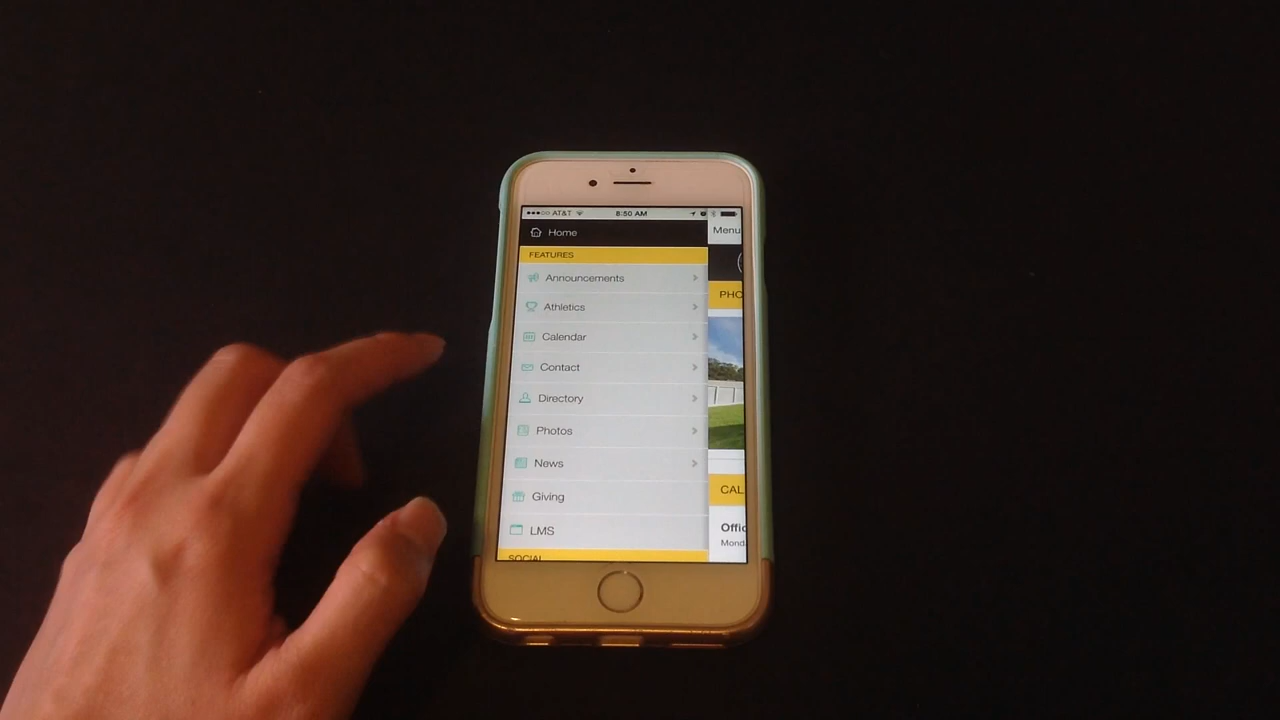 AT&T 8:50 AM
Home
Menu
FEATURES
Announcements
PHO
Athletics
Calendar
Contact
Directory
Photos
News
CAL
Giving
Offic
LMS
Mond
SOCIAL